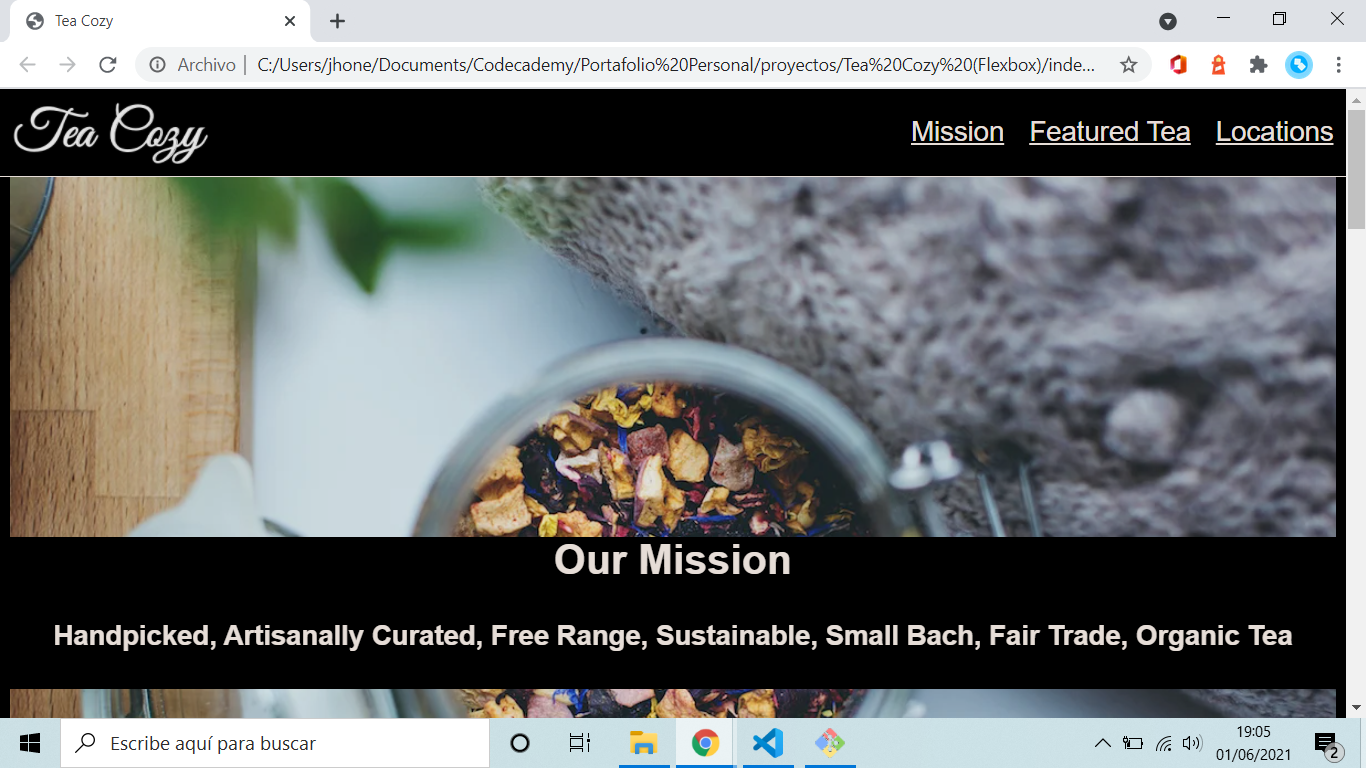 Tea Cozy
Archivo | C:/Users/jhone/Documents/Codecademy/Portafolio%20Personal/proyectos/Tea%20Cozy%20(Flexbox)/inde...
Tea Cozy
Mission Featured Tea Locations
Our Mission
Handpicked, Artisanally Curated, Free Range, Sustainable, Small Bach, Fair Trade, Organic Tea
Escribe aquí para buscar
19:05
01/06/2021
2